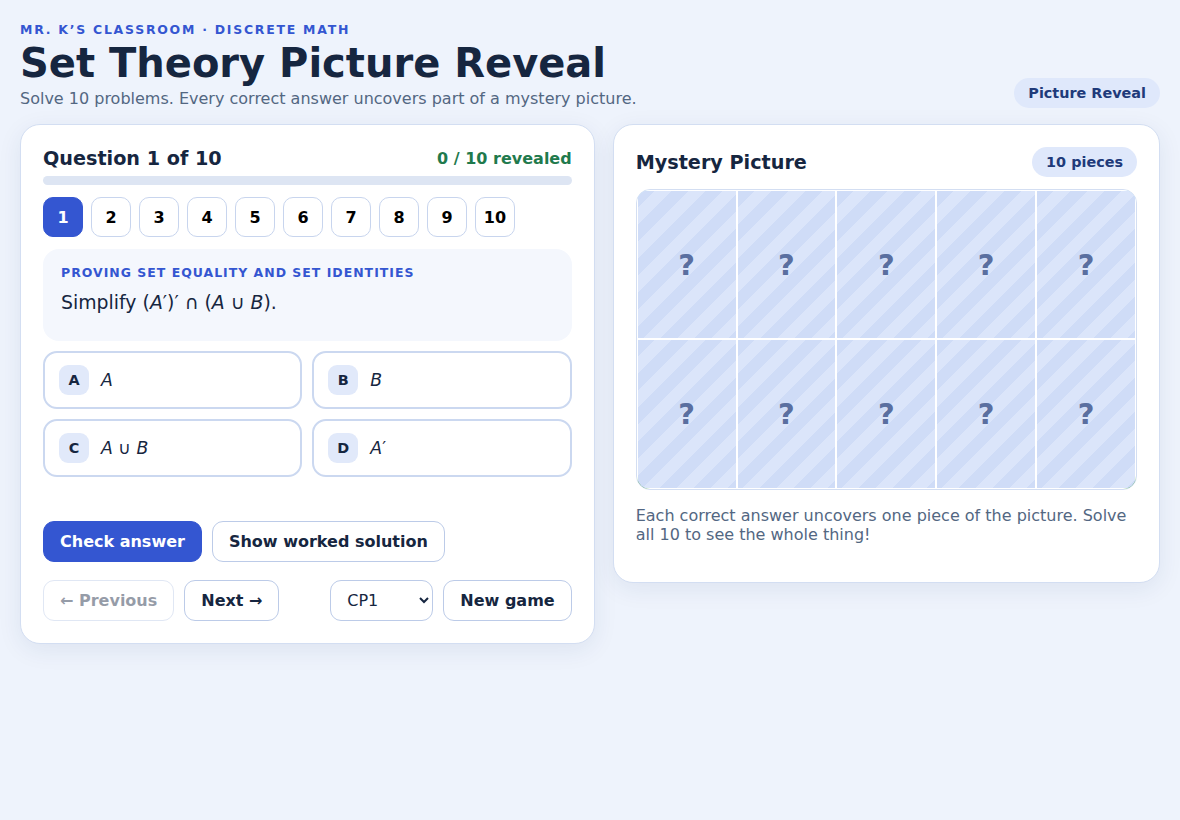 MR. K’S CLASSROOM · DISCRETE MATH
Set Theory Picture Reveal
Solve 10 problems. Every correct answer uncovers part of a mystery picture.
Picture Reveal
Question 1 of 10
0 / 10 revealed
1 2 3 4 5 6 7 8 9 10
PROVING SET EQUALITY AND SET IDENTITIES
Simplify (A′)′ ∩ (A ∪ B).
A A
B B
C A ∪ B
D A′
Check answer
Show worked solution
← Previous
Next →
CP1
New game
Mystery Picture
10 pieces
? ? ? ? ?
? ? ? ? ?
Each correct answer uncovers one piece of the picture. Solve
all 10 to see the whole thing!